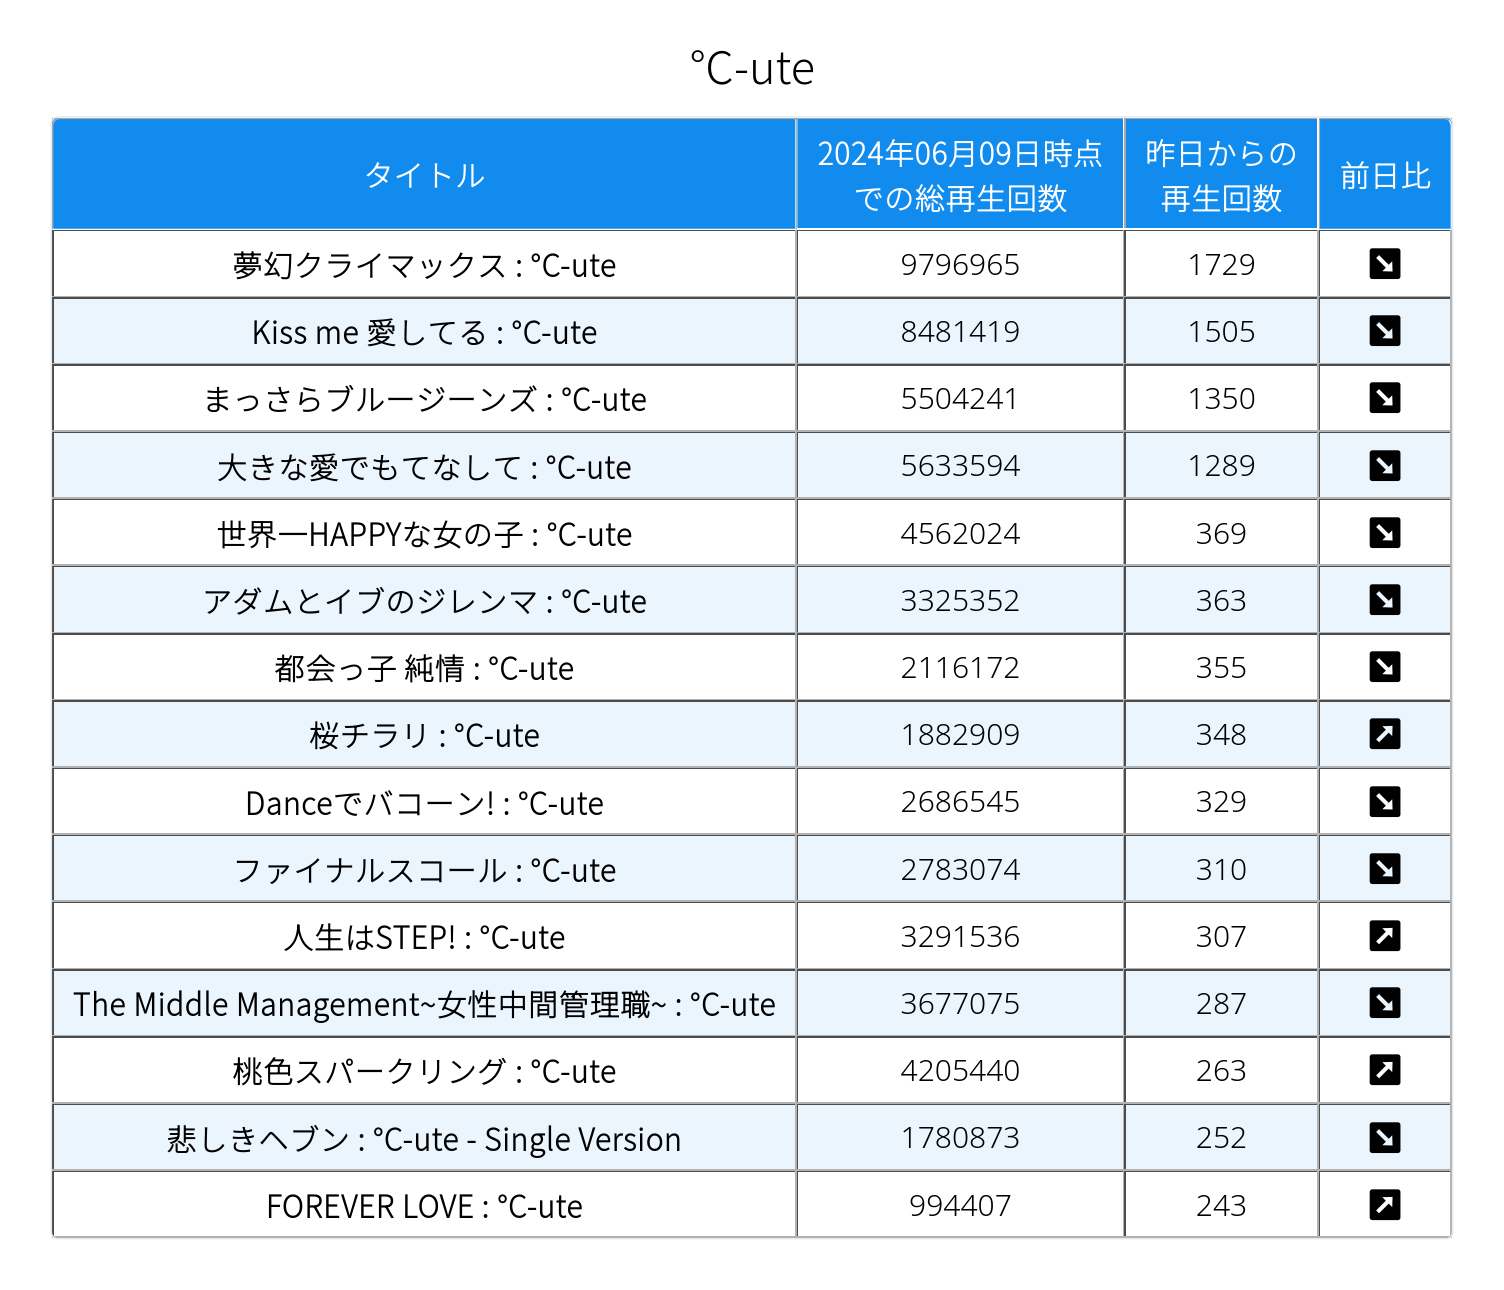 ℃-ute
タイトル 2024年06月09日時点での総再生回数 昨日からの再生回数 前日比
夢幻クライマックス : ℃-ute 9796965 1729
Kiss me 愛してる : ℃-ute 8481419 1505
まっさらブルージーンズ : ℃-ute 5504241 1350
大きな愛でもてなして : ℃-ute 5633594 1289
世界一HAPPYな女の子 : ℃-ute 4562024 369
アダムとイブのジレンマ : ℃-ute 3325352 363
都会っ子 純情 : ℃-ute 2116172 355
桜チラリ : ℃-ute 1882909 348
Danceでバコーン! : ℃-ute 2686545 329
ファイナルスコール : ℃-ute 2783074 310
人生はSTEP! : ℃-ute 3291536 307
The Middle Management~女性中間管理職~ : ℃-ute 3677075 287
桃色スパークリング : ℃-ute 4205440 263
悲しきヘブン : ℃-ute - Single Version 1780873 252
FOREVER LOVE : ℃-ute 994407 243